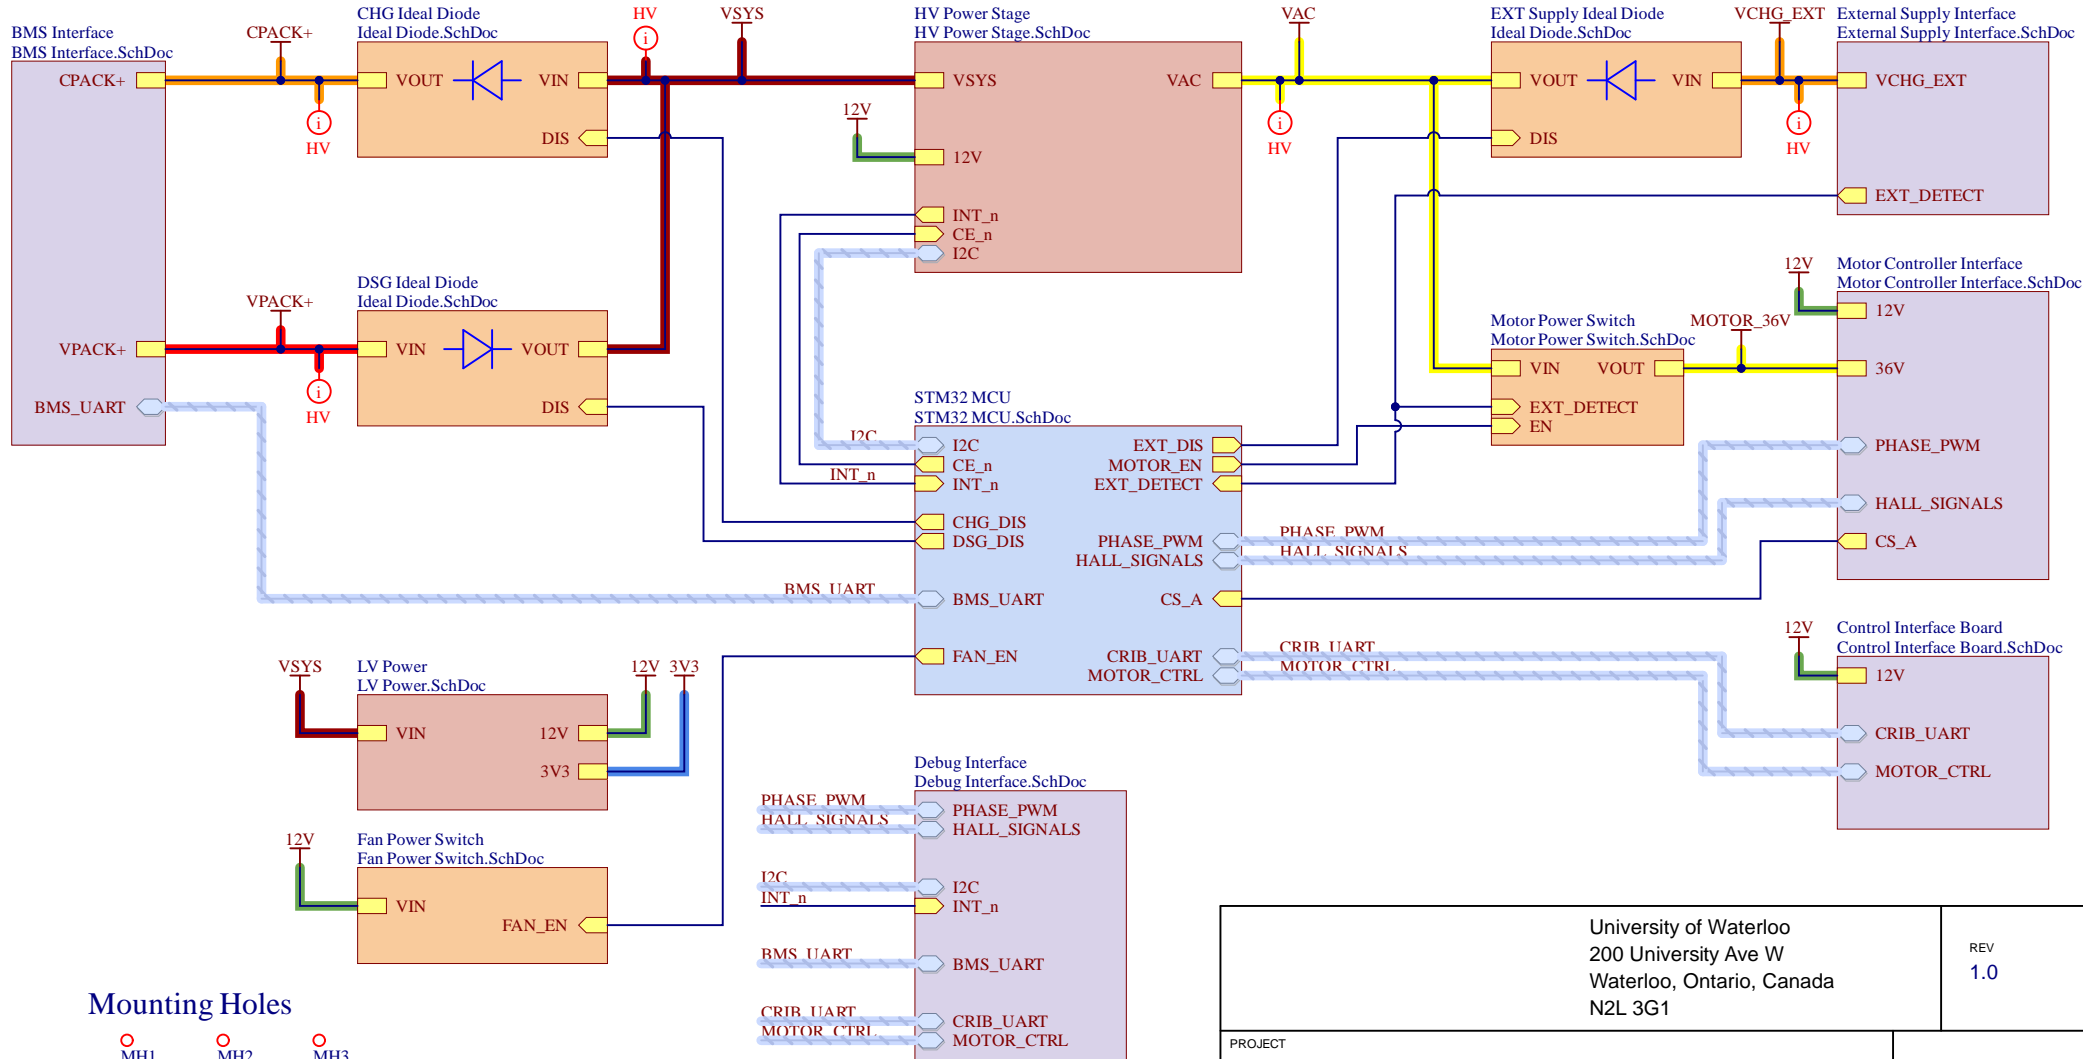 BMS Interface
BMS Interface.SchDoc
CPACK+
VPACK+
BMS_UART
CPACK+
HV
CHG Ideal Diode
Ideal Diode.SchDoc
VOUT
VIN
DIS
HV
VSYS
VPACK+
HV
DSG Ideal Diode
Ideal Diode.SchDoc
VIN
VOUT
DIS
HV Power Stage
HV Power Stage.SchDoc
VSYS
VAC
12V
12V
INT_n
CE_n
I2C
VAC
HV
EXT Supply Ideal Diode
Ideal Diode.SchDoc
VOUT
VIN
DIS
VCHG_EXT
HV
External Supply Interface
External Supply Interface.SchDoc
VCHG_EXT
EXT_DETECT
Motor Power Switch
Motor Power Switch.SchDoc
VIN
VOUT
EXT_DETECT
EN
MOTOR_36V
12V
Motor Controller Interface
Motor Controller Interface.SchDoc
12V
36V
PHASE_PWM
HALL_SIGNALS
CS_A
STM32 MCU
STM32 MCU.SchDoc
I2C
I2C
CE_n
INT_n
INT_n
CHG_DIS
DSG_DIS
BMS_UART
BMS_UART
FAN_EN
EXT_DIS
MOTOR_EN
EXT_DETECT
PHASE_PWM
HALL_SIGNALS
CS_A
CRIB_UART
MOTOR_CTRL
PHASE_PWM
HALL_SIGNALS
CRIB_UART
MOTOR_CTRL
12V
Control Interface Board
Control Interface Board.SchDoc
12V
CRIB_UART
MOTOR_CTRL
VSYS
LV Power
LV Power.SchDoc
VIN
12V
3V3
12V
3V3
12V
Fan Power Switch
Fan Power Switch.SchDoc
VIN
FAN_EN
Debug Interface
Debug Interface.SchDoc
PHASE_PWM
HALL_SIGNALS
I2C
INT_n
BMS_UART
CRIB_UART
MOTOR_CTRL
PHASE_PWM
HALL_SIGNALS
I2C
INT_n
BMS_UART
CRIB_UART
MOTOR_CTRL
Mounting Holes
MH1
MH2
MH3
University of Waterloo
200 University Ave W
Waterloo, Ontario, Canada
N2L 3G1
REV
1.0
PROJECT